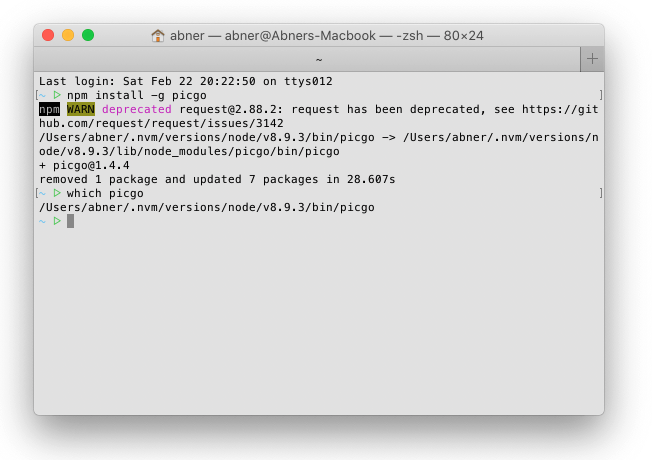 abner — abner@Abners-Macbook — -zsh — 80×24
~
Last login: Sat Feb 22 20:22:50 on ttys012
[~ ▷ npm install -g picgo ]
npm WARN deprecated request@2.88.2: request has been deprecated, see https://git
hub.com/request/request/issues/3142
/Users/abner/.nvm/versions/node/v8.9.3/bin/picgo -> /Users/abner/.nvm/versions/n
ode/v8.9.3/lib/node_modules/picgo/bin/picgo
+ picgo@1.4.4
removed 1 package and updated 7 packages in 28.607s
[~ ▷ which picgo ]
/Users/abner/.nvm/versions/node/v8.9.3/bin/picgo
~ ▷